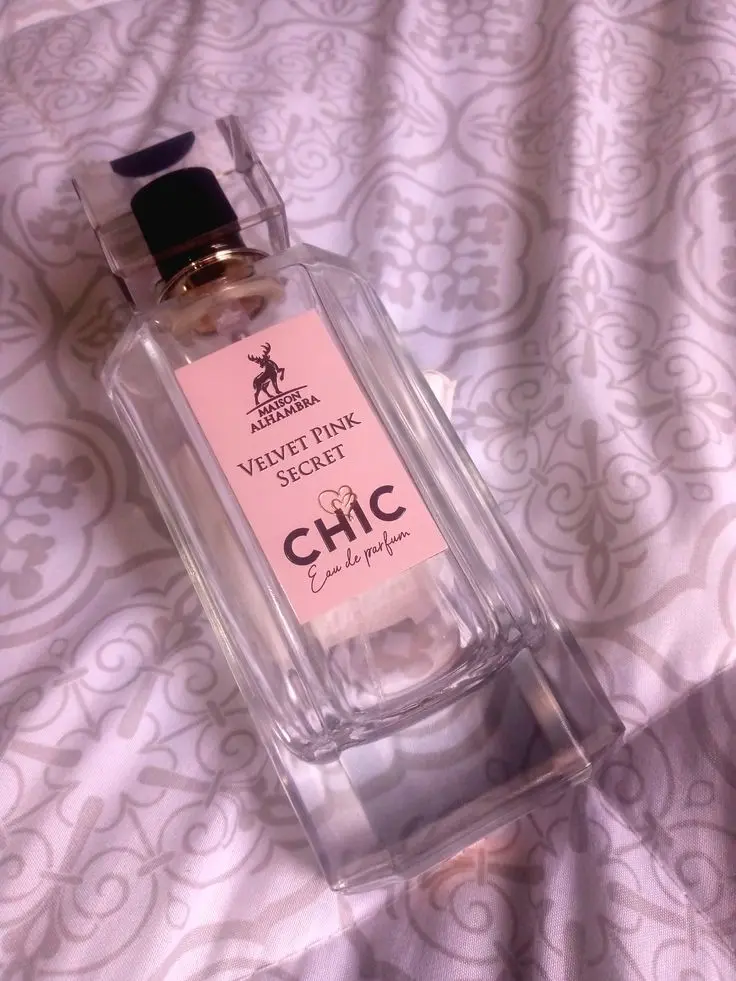 MAISON
ALHAMBRA
VELVET PINK
SECRET
CHIC
Eau de parfum